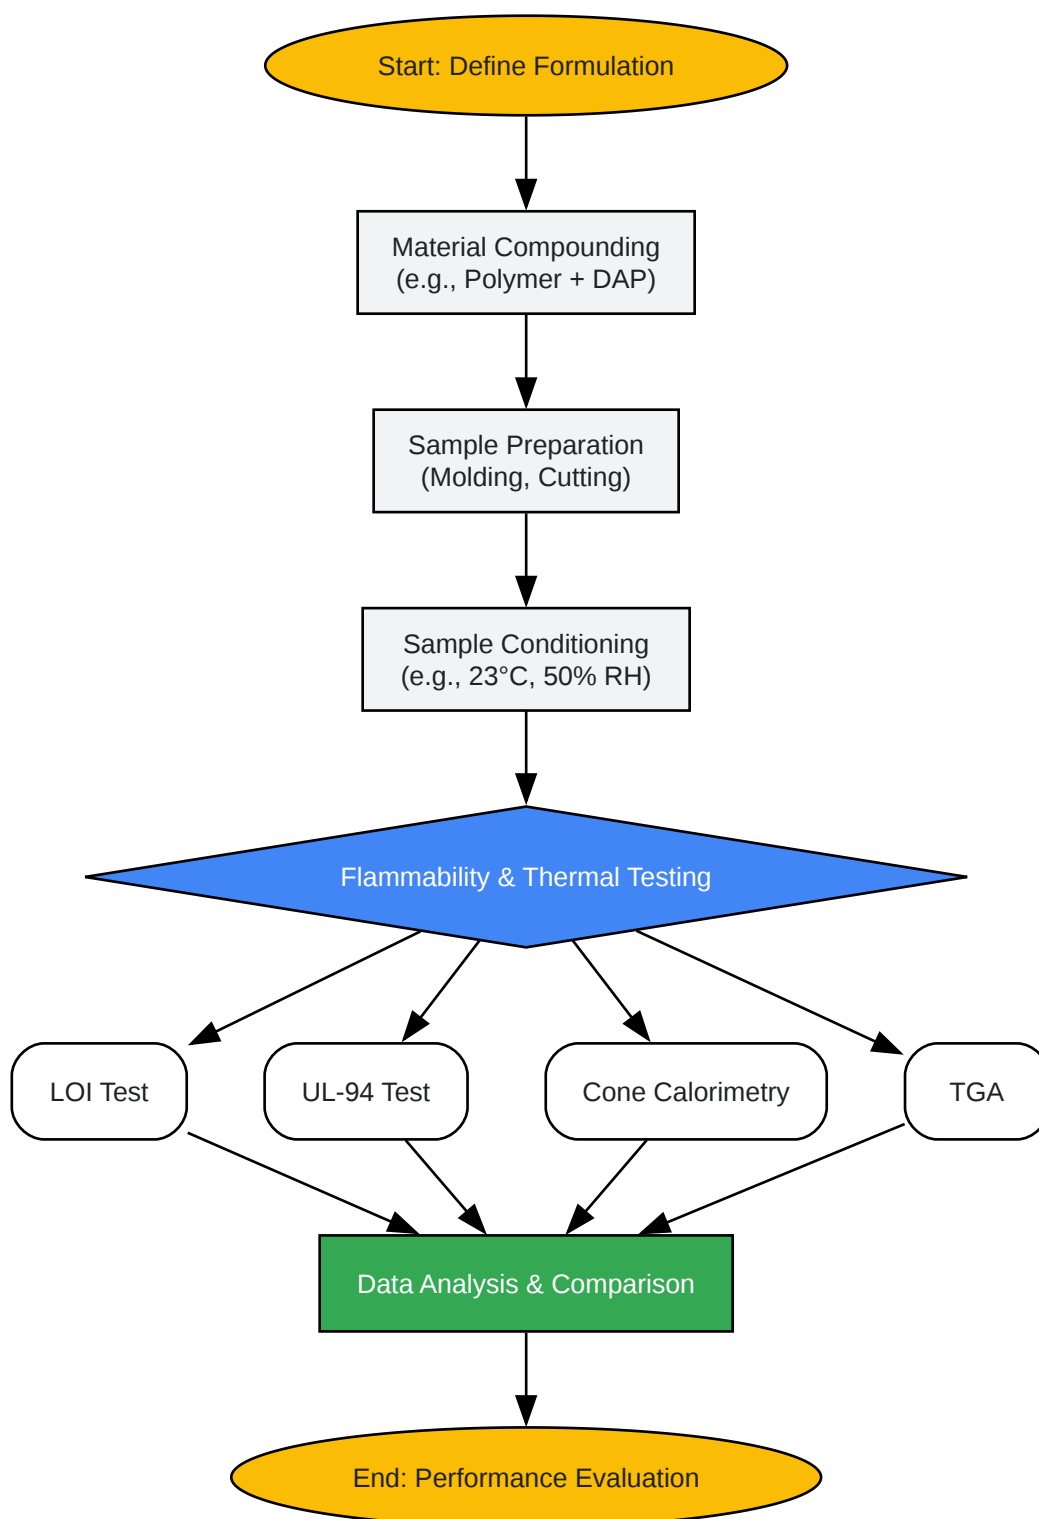 Start: Define Formulation
Material Compounding
(e.g., Polymer + DAP)
Sample Preparation
(Molding, Cutting)
Sample Conditioning
(e.g., 23°C, 50% RH)
Flammability & Thermal Testing
LOI Test
UL-94 Test
Cone Calorimetry
TGA
Data Analysis & Comparison
End: Performance Evaluation